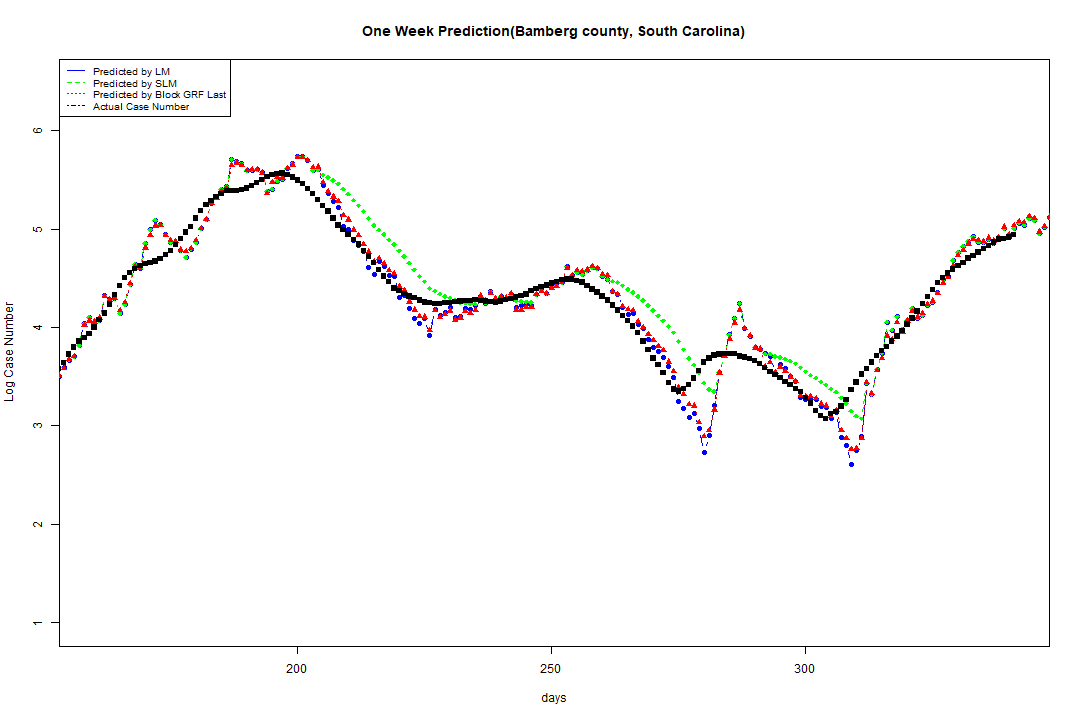 One Week Prediction(Bamberg county, South Carolina)
Predicted by LM
Predicted by SLM
Predicted by Block GRF Last
Actual Case Number
6
5
4
3
2
1
Log Case Number
200
250
300
days